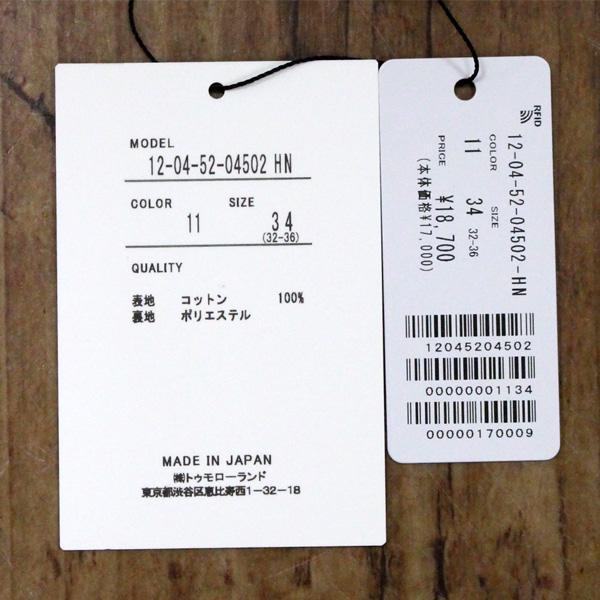 MODEL
12-04-52-04502 HN
COLOR SIZE
11 34
(32-36)
QUALITY
表地 コットン 100%
裏地 ポリエステル
MADE IN JAPAN
㈱トゥモローランド
東京都渋谷区恵比寿西1-32-18
RFID
12-04-52-04502-HN
COLOR SIZE
11 34 32-36
PRICE ¥18,700
(本体価格¥17,000)
12045204502
00000001134
00000170009